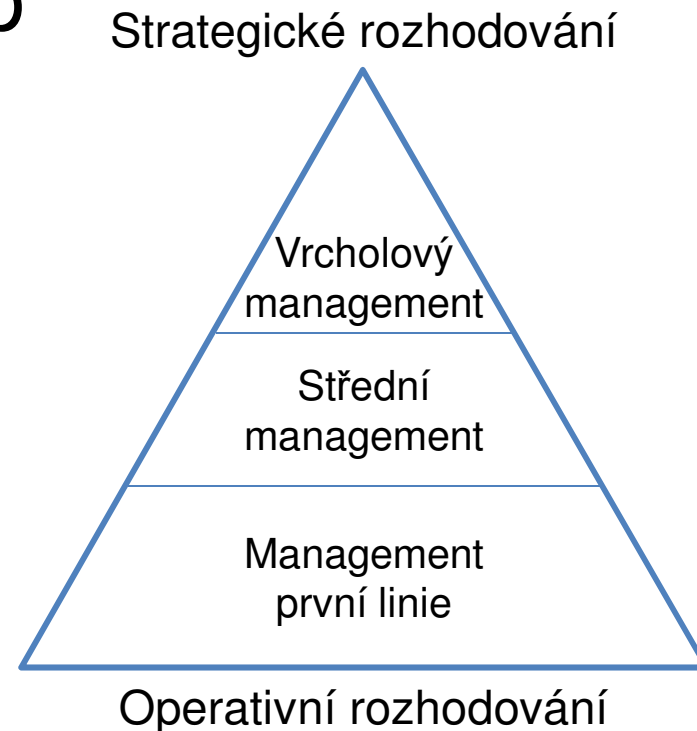 Strategické rozhodování
Vrcholový
management
Střední
management
Management
první linie
Operativní rozhodování